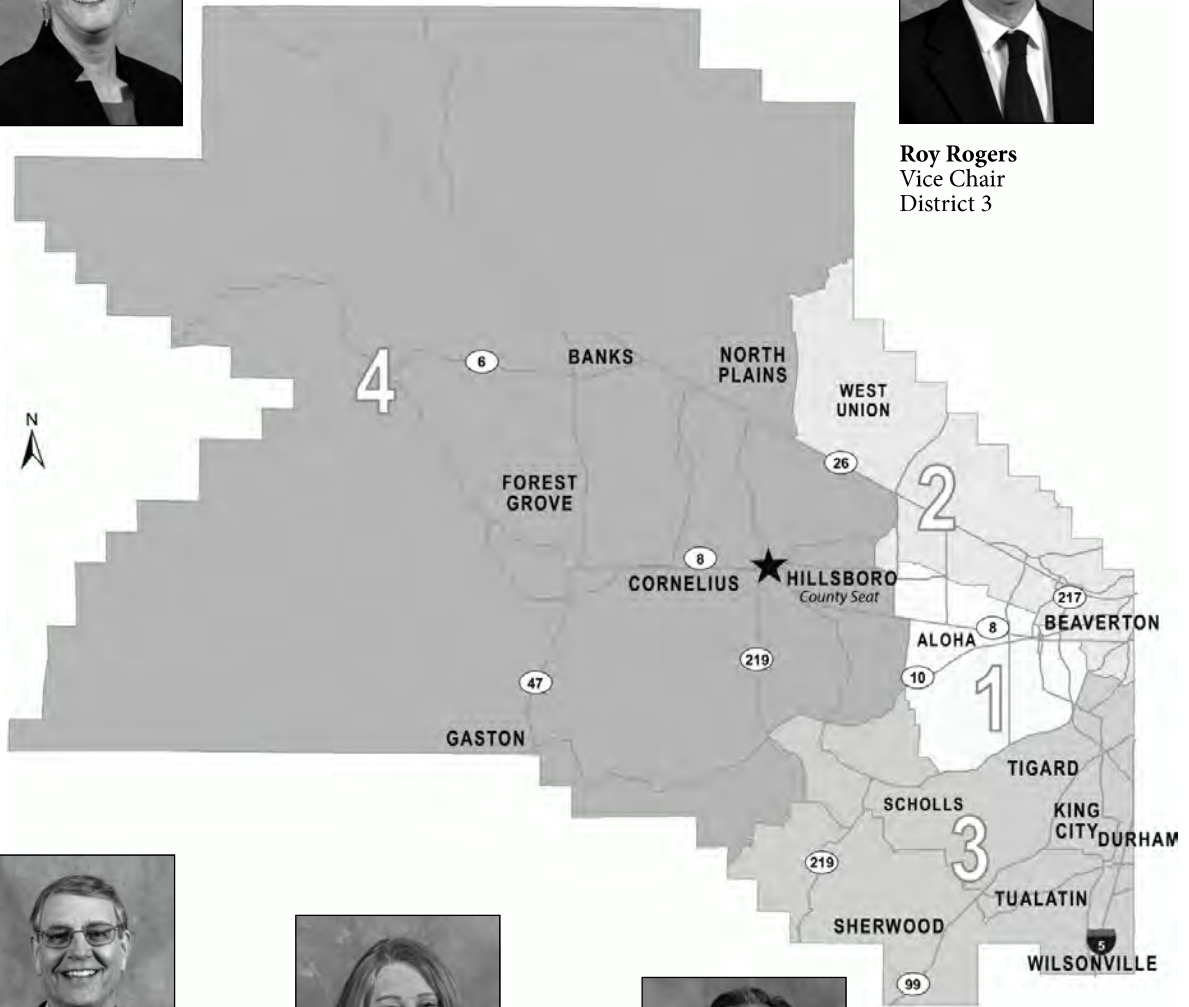 Roy Rogers
Vice Chair
District 3
N
4
6
BANKS
NORTH
PLAINS
WEST
UNION
26
2
FOREST
GROVE
8
CORNELIUS
HILLSBORO
County Seat
217
BEAVERTON
8
ALOHA
219
10
1
47
GASTON
TIGARD
SCHOLLS
KING
CITY
DURHAM
3
219
TUALATIN
SHERWOOD
5
WILSONVILLE
99